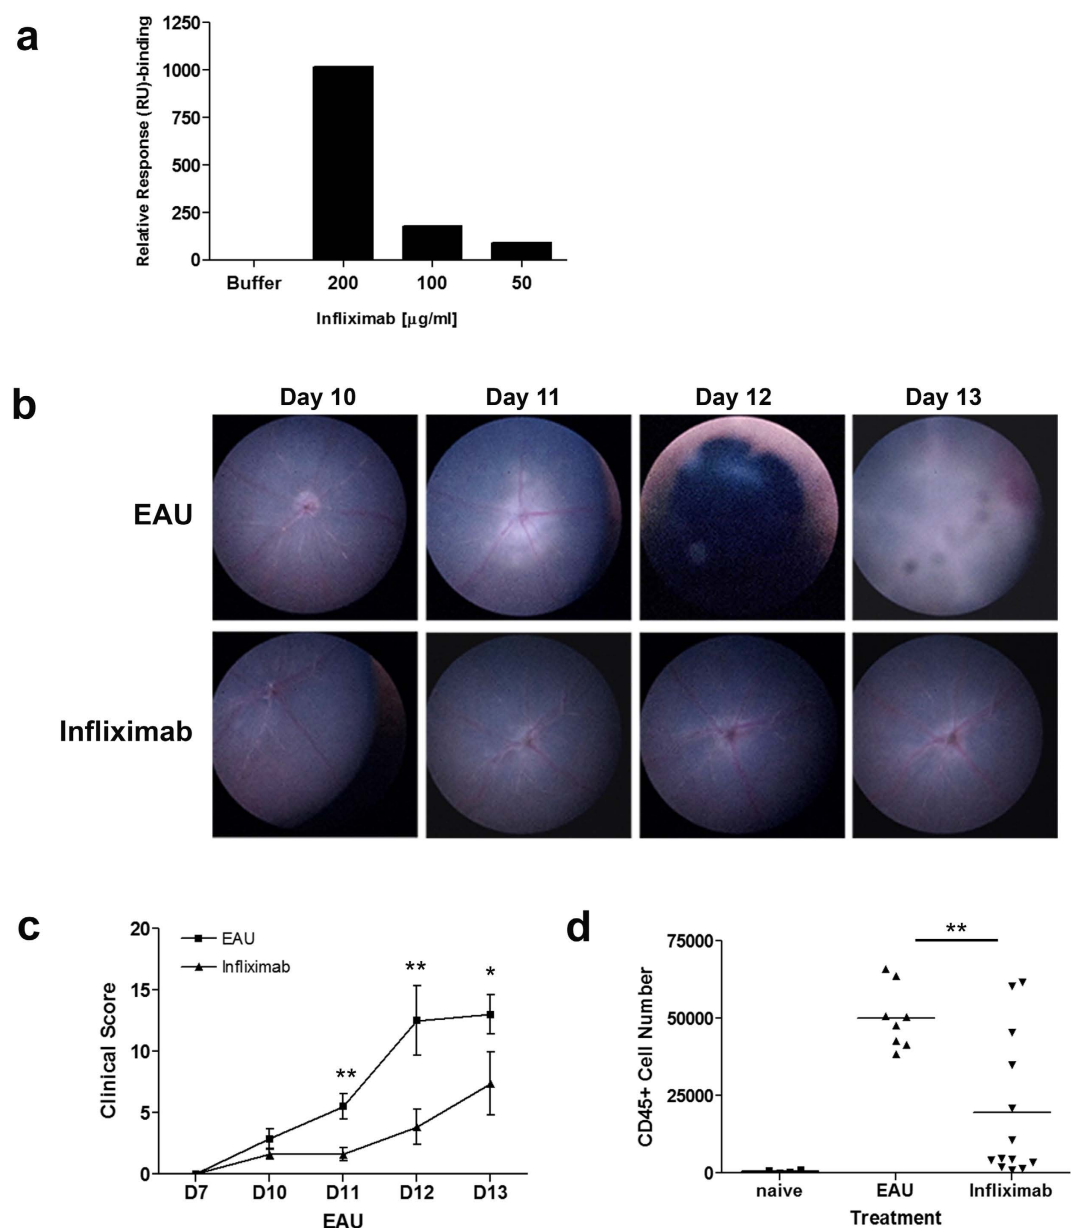 a
Relative Response (RU)-binding
1250
1000
750
500
250
0
Buffer 200 100 50
Infliximab [µg/ml]
b
Day 10 Day 11 Day 12 Day 13
EAU
Infliximab
c
Clinical Score
20
15
10
5
0
EAU
Infliximab
** ** *
D7 D10 D11 D12 D13
EAU
d
CD45+ Cell Number
75000
50000
25000
0
**
naive EAU Infliximab
Treatment